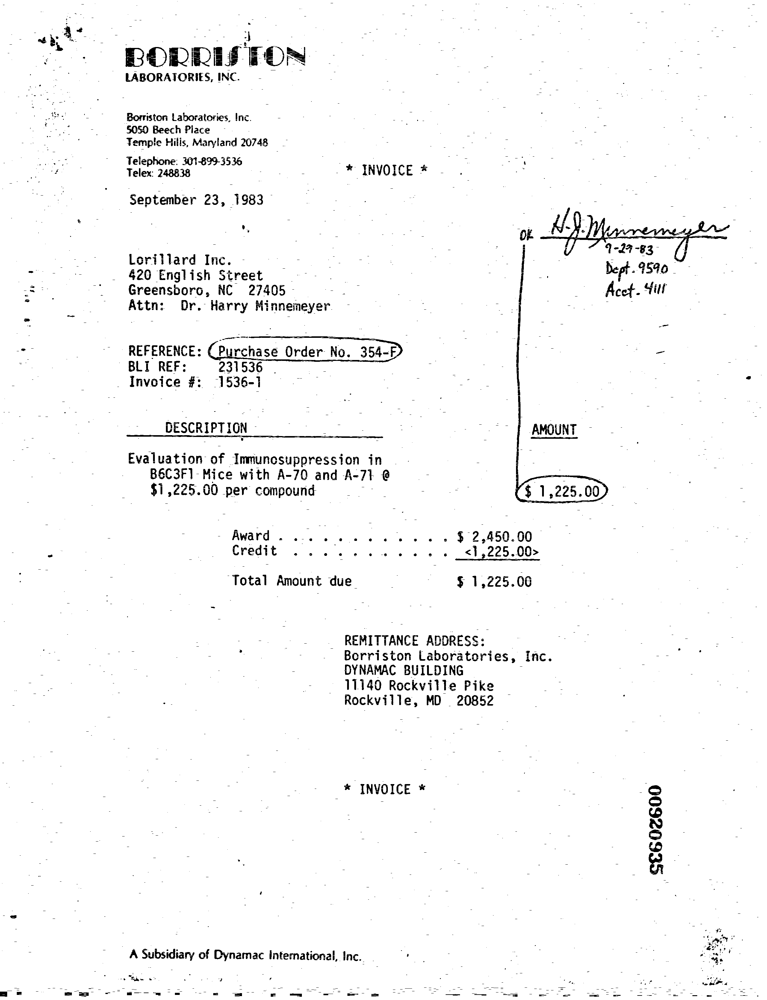 BORRISTON
LABORATORIES, INC.
Borriston Laboratories, Inc.
5050 Beech Place
Temple Hills, Maryland 20748
Telephone: 301-899-3536
Telex: 248838
* INVOICE *
September 23, 1983
OK H.J. Minnemeyer
9-29-83
Dept. 9590
Acct. 4111
Lorillard Inc.
420 English Street
Greensboro, NC 27405
Attn: Dr. Harry Minnemeyer
REFERENCE: Purchase Order No. 354-F
BLI REF: 231536
Invoice #: 1536-1
DESCRIPTION AMOUNT
Evaluation of Immunosuppression in
B6C3F1 Mice with A-70 and A-71 @
$1,225.00 per compound $ 1,225.00
Award . . . . . . . . . . . . $ 2,450.00
Credit . . . . . . . . . . . <1,225.00>
Total Amount due $ 1,225.00
REMITTANCE ADDRESS:
Borriston Laboratories, Inc.
DYNAMAC BUILDING
11140 Rockville Pike
Rockville, MD 20852
* INVOICE *
00920935
A Subsidiary of Dynamac International, Inc.